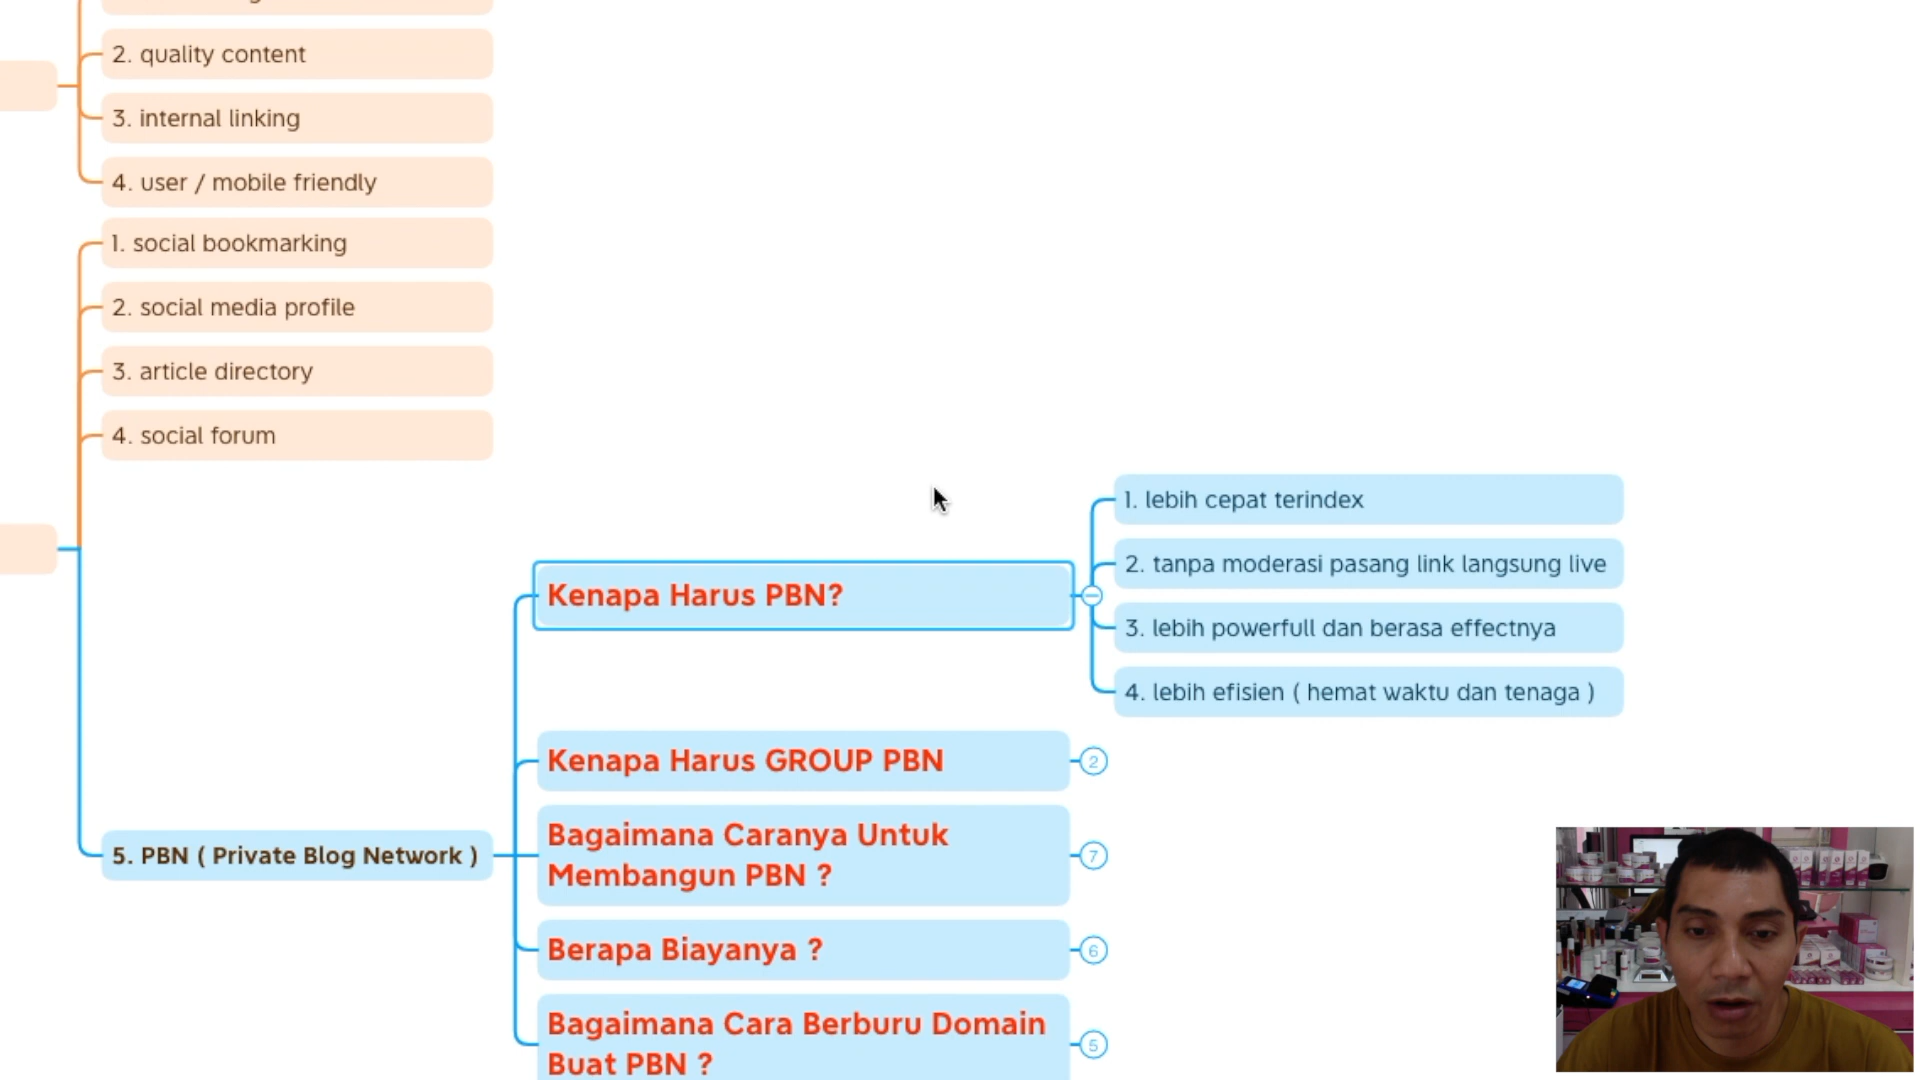 2. quality content
3. internal linking
4. user / mobile friendly
1. social bookmarking
2. social media profile
3. article directory
4. social forum
5. PBN ( Private Blog Network )
Kenapa Harus PBN?
1. lebih cepat terindex
2. tanpa moderasi pasang link langsung live
3. lebih powerfull dan berasa effectnya
4. lebih efisien ( hemat waktu dan tenaga )
Kenapa Harus GROUP PBN
2
Bagaimana Caranya Untuk
Membangun PBN ?
7
Berapa Biayanya ?
6
Bagaimana Cara Berburu Domain
Buat PBN ?
5